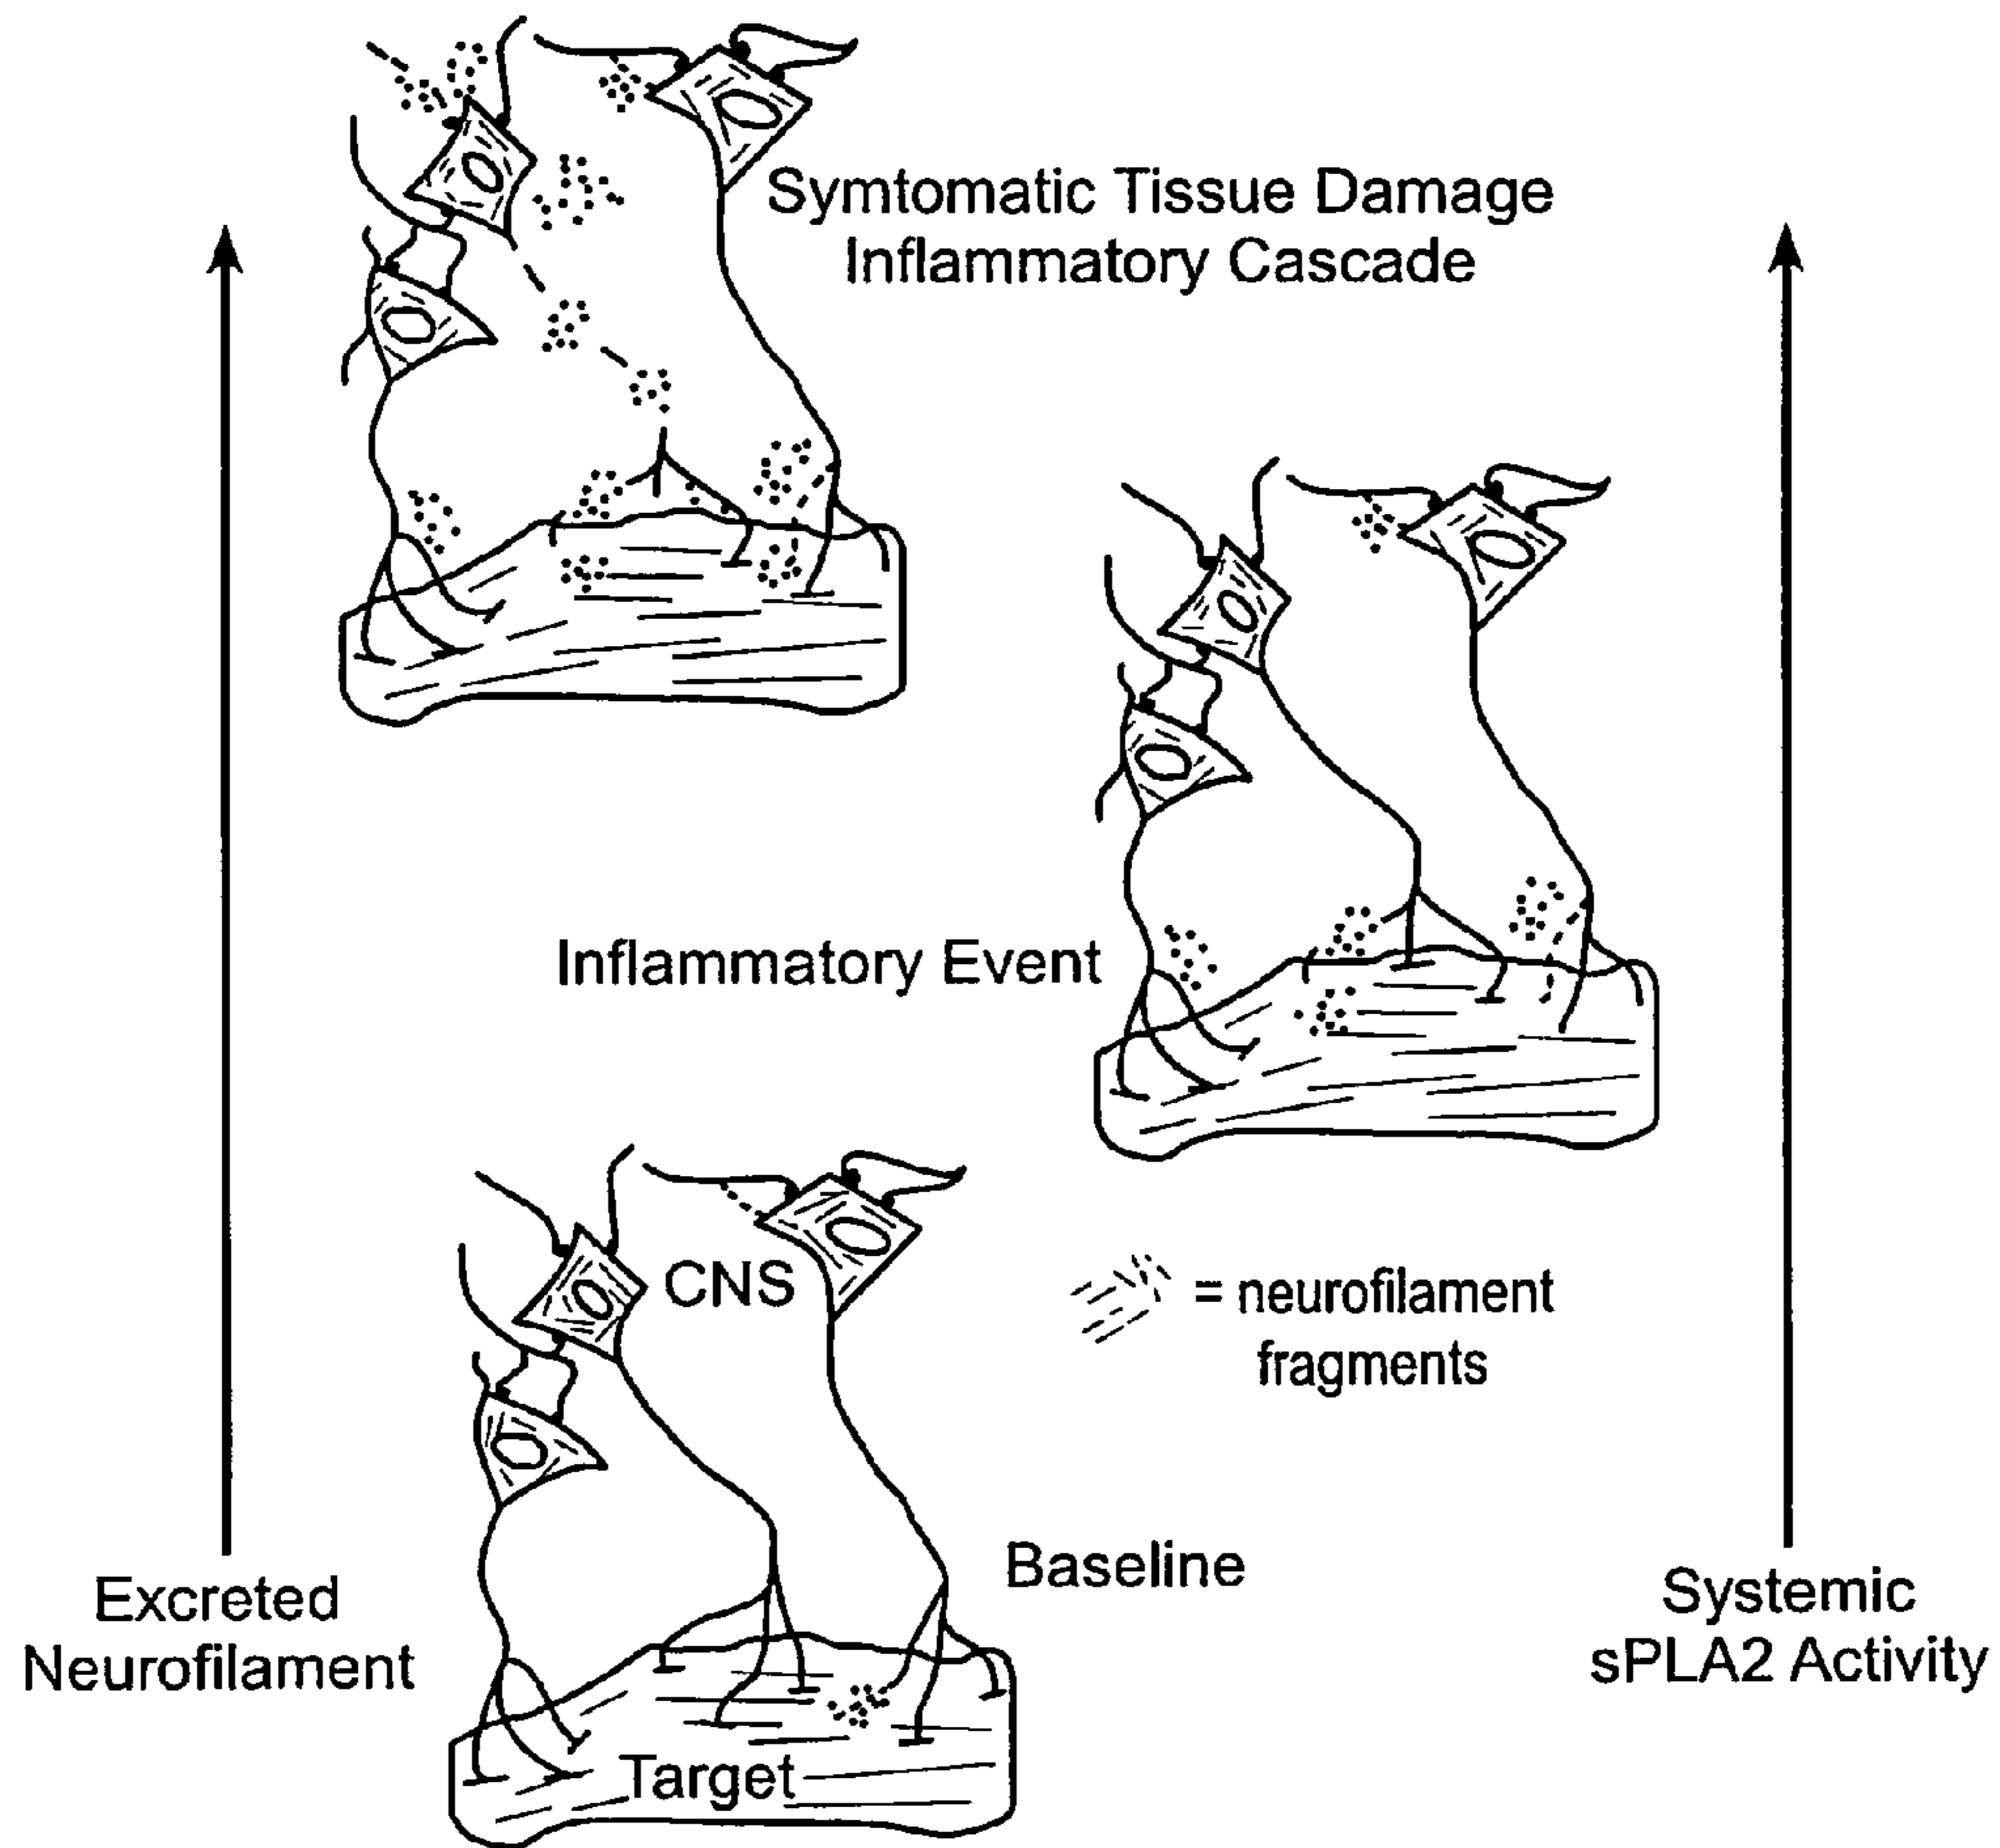 Symtomatic Tissue Damage
Inflammatory Cascade
Inflammatory Event
CNS
= neurofilament
fragments
Baseline
Excreted
Neurofilament
Systemic
sPLA2 Activity
Target